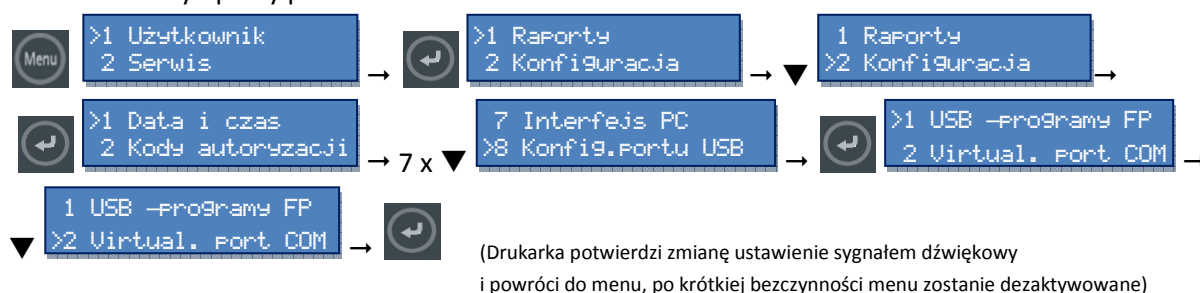 Menu >1 Użytkownik
2 Serwis → >1 Raporty
2 Konfiguracja → ▼ 1 Raporty
>2 Konfiguracja →
>1 Data i czas
2 Kody autoryzacji → 7 x ▼ 7 Interfejs PC
>8 Konfig.portu USB → >1 USB -programy FP
2 Virtual. port COM →
▼ 1 USB -programy FP
>2 Virtual. port COM →
(Drukarka potwierdzi zmianę ustawienie sygnałem dźwiękowy
i powróci do menu, po krótkiej bezczynności menu zostanie dezaktywowane)